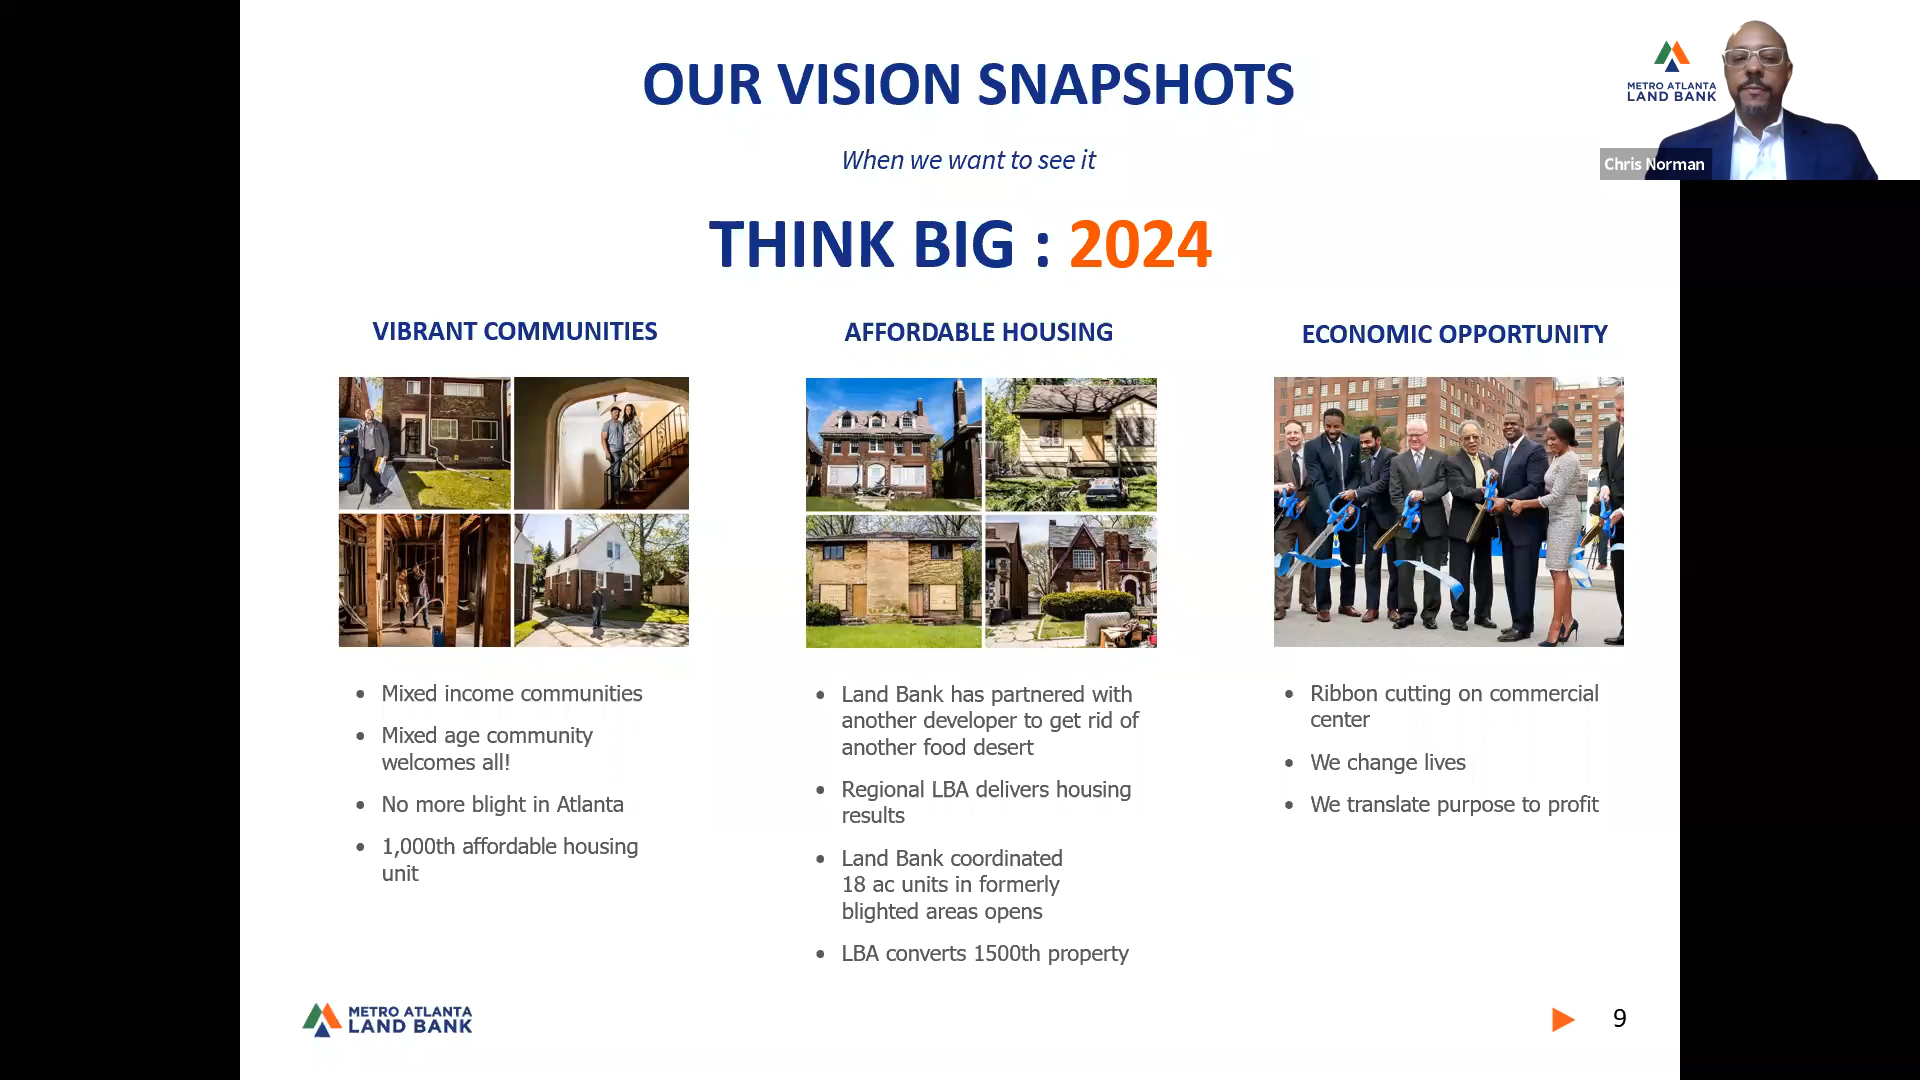 OUR VISION SNAPSHOTS
METRO ATLANTA
LAND BANK
Chris Norman
When we want to see it
THINK BIG : 2024
VIBRANT COMMUNITIES
AFFORDABLE HOUSING
ECONOMIC OPPORTUNITY
• Mixed income communities
• Mixed age community
welcomes all!
• No more blight in Atlanta
• 1,000th affordable housing
unit
• Land Bank has partnered with
another developer to get rid of
another food desert
• Regional LBA delivers housing
results
• Land Bank coordinated
18 ac units in formerly
blighted areas opens
• LBA converts 1500th property
• Ribbon cutting on commercial
center
• We change lives
• We translate purpose to profit
METRO ATLANTA
LAND BANK
9